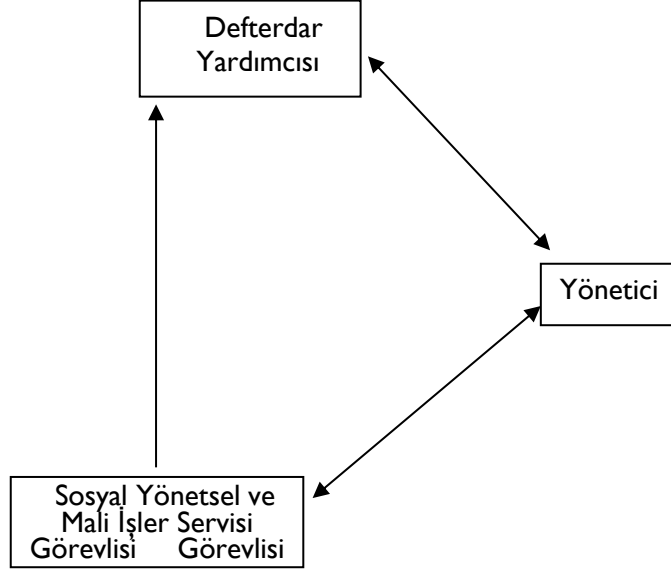 Defterdar
Yardımcısı
Yönetici
Sosyal Yönetsel ve
Mali İşler Servisi
Görevlisi Görevlisi